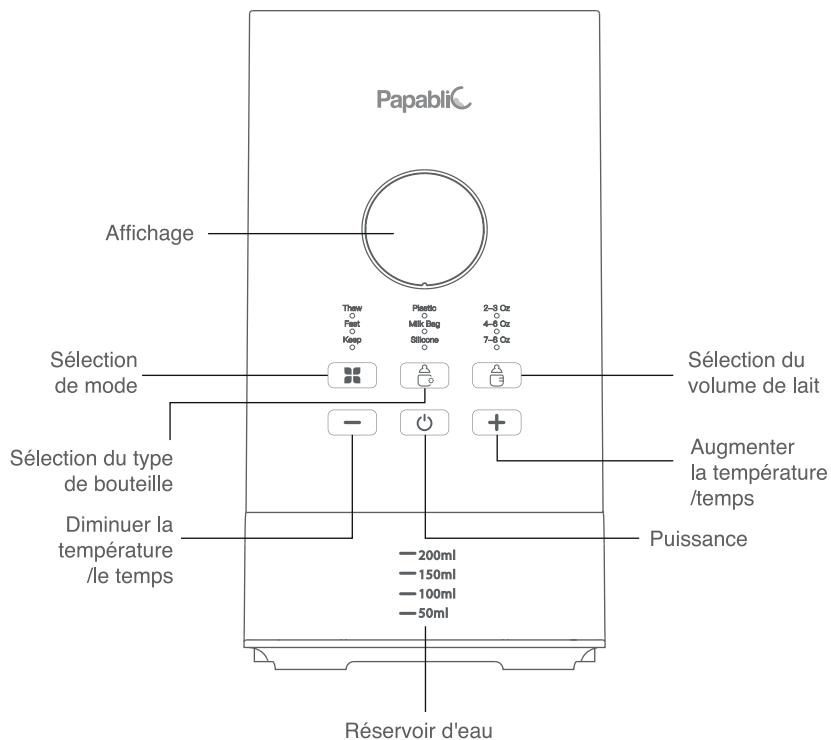 PapabliC
Affichage
Thaw Plastic 2–3 Oz
Fast Milk Bag 4–6 Oz
Keep Silicone 7–8 Oz
Sélection
de mode
Sélection du
volume de lait
Sélection du type
de bouteille
Augmenter
la température
/temps
Diminuer la
température
/le temps
Puissance
200ml
150ml
100ml
50ml
Réservoir d'eau